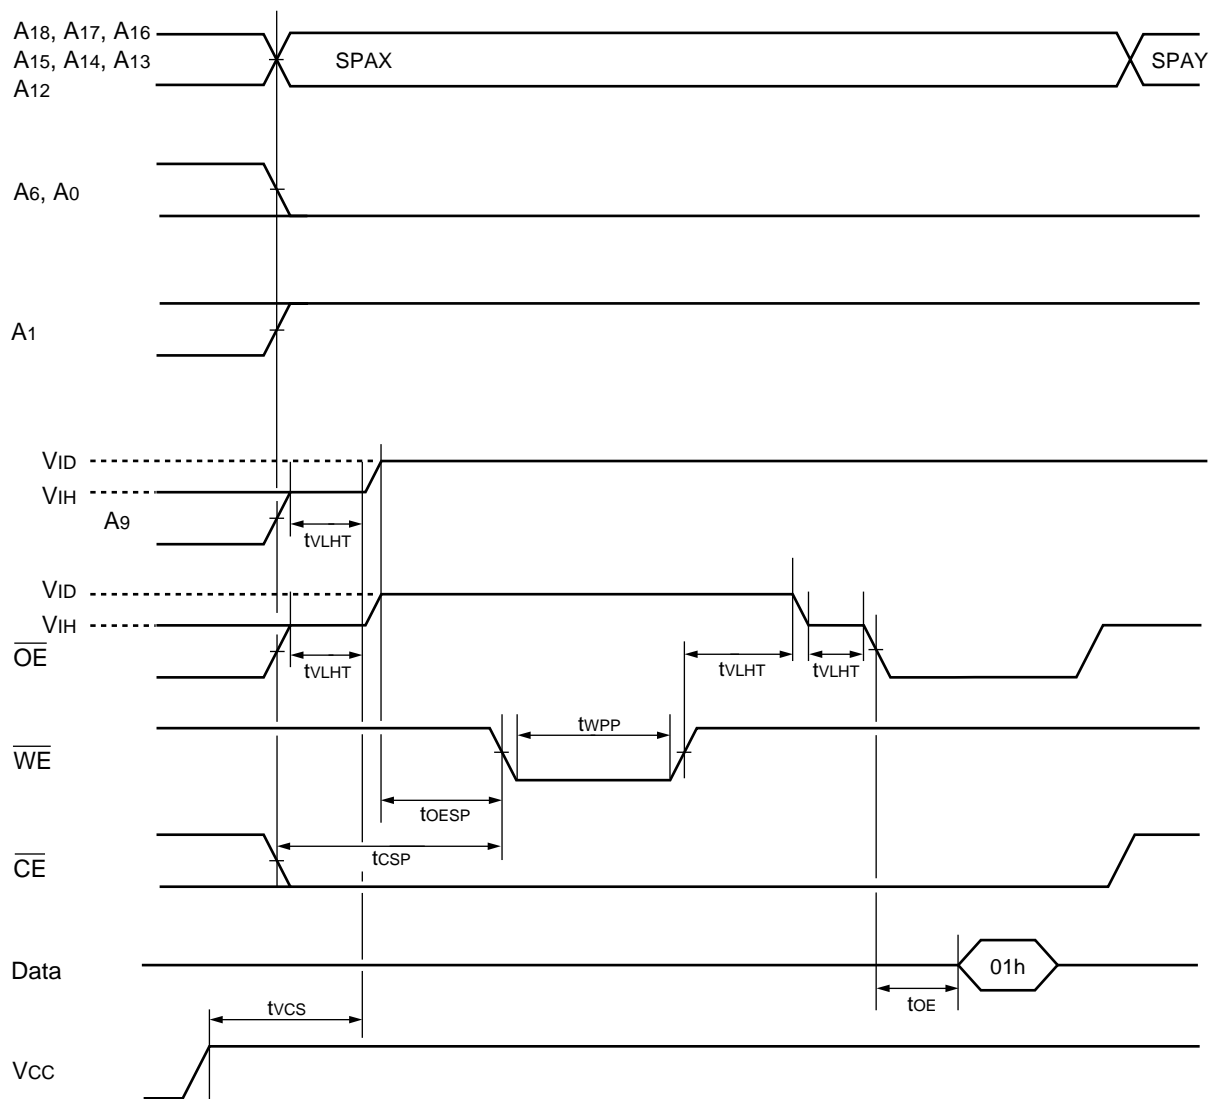 A18, A17, A16
A15, A14, A13
A12
SPAX
SPAY
A6, A0
A1
VID
VIH
A9
tVLHT
VID
VIH
OE
tVLHT
tVLHT
tVLHT
WE
tWPP
tOESP
tCSP
CE
Data
01h
tOE
tVCS
VCC